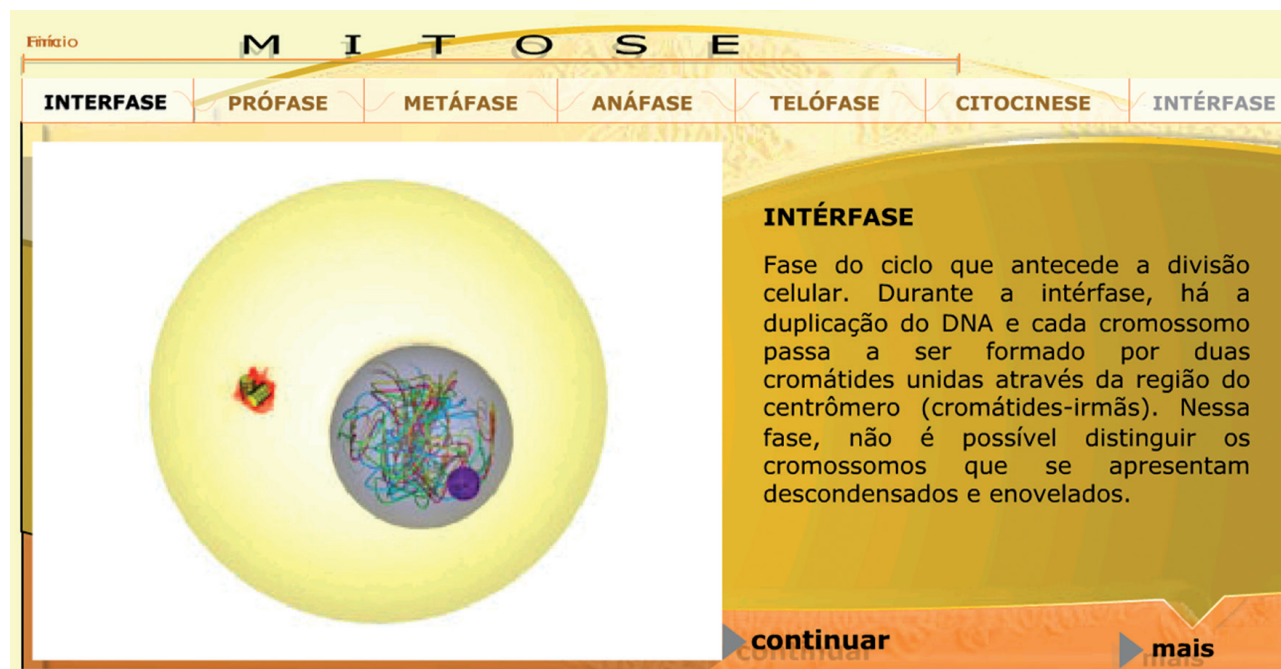 M I T O S E
INTERFASE PRÓFASE METÁFASE ANÁFASE TELÓFASE CITOCINESE INTÉRFASE
INTÉRFASE
Fase do ciclo que antecede a divisão
celular. Durante a intérfase, há a
duplicação do DNA e cada cromossomo
passa a ser formado por duas
cromátides unidas através da região do
centrômero (cromátides-irmãs). Nessa
fase, não é possível distinguir os
cromossomos que se apresentam
descondensados e enovelados.
continuar
mais